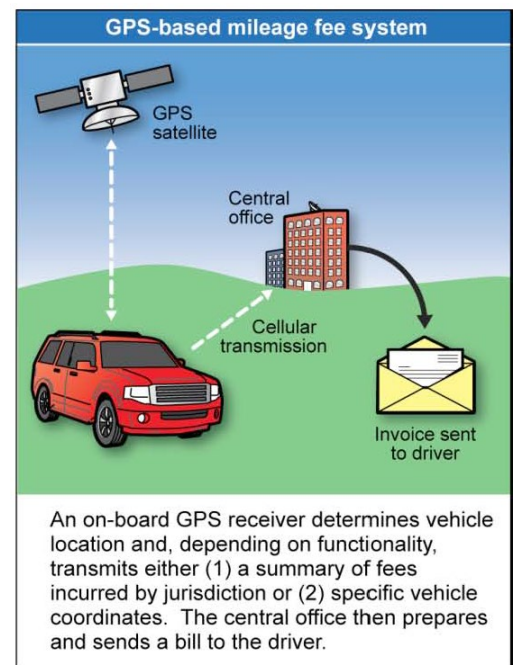 GPS-based mileage fee system
GPS
satellite
Central
office
Cellular
transmission
Invoice sent
to driver
An on-board GPS receiver determines vehicle
location and, depending on functionality,
transmits either (1) a summary of fees
incurred by jurisdiction or (2) specific vehicle
coordinates.  The central office then prepares
and sends a bill to the driver.